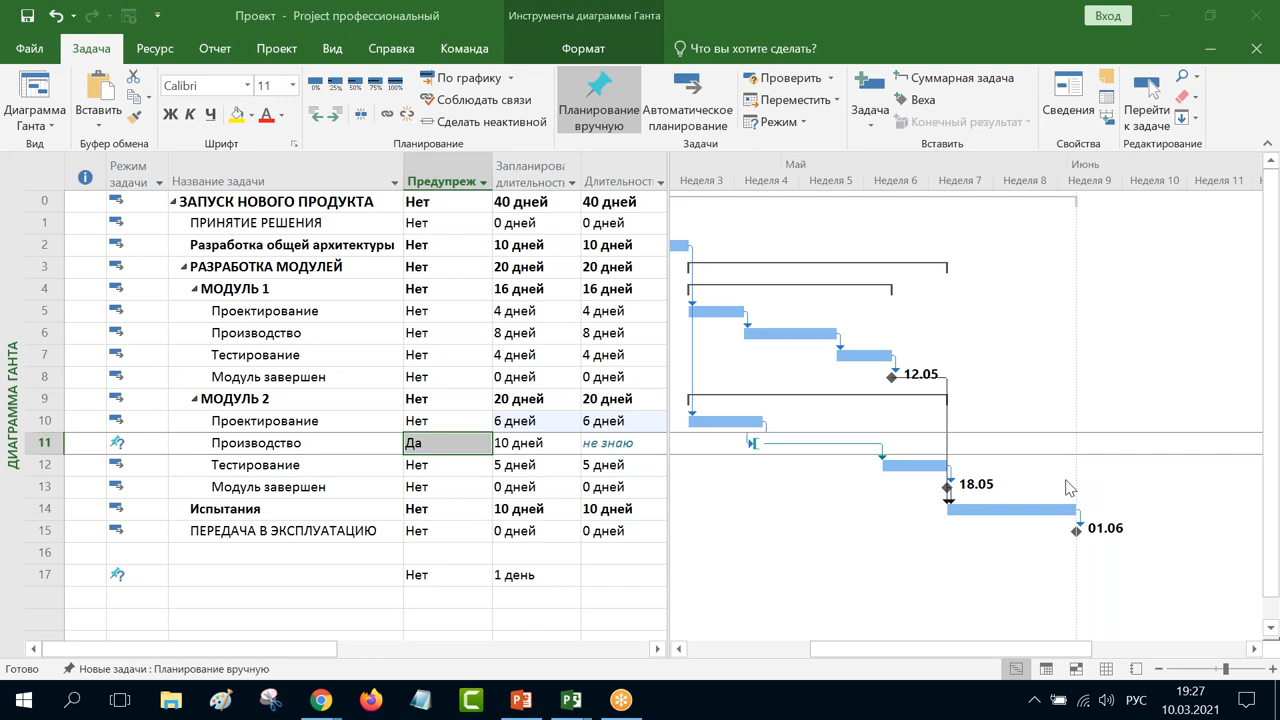 Проект - Project профессиональный
Инструменты диаграммы Ганта
Вход
Файл Задача Ресурс Отчет Проект Вид Справка Команда Формат Что вы хотите сделать?
Диаграмма Ганта
Вид
Вставить
Буфер обмена
Calibri 11
Ж К Ч
Шрифт
0% 25% 50% 75% 100%
По графику
Соблюдать связи
Сделать неактивной
Планирование
Планирование вручную
Автоматическое планирование
Проверить
Переместить
Режим
Задачи
Задача
Суммарная задача
Веха
Конечный результат
Вставить
Сведения
Свойства
Перейти к задаче
Редактирование
ДИАГРАММА ГАНТА
Режим задачи Название задачи Предупреж Запланирова длительность Длительность
Май Июнь
Неделя 3 Неделя 4 Неделя 5 Неделя 6 Неделя 7 Неделя 8 Неделя 9 Неделя 10 Неделя 11
0 ЗАПУСК НОВОГО ПРОДУКТА Нет 40 дней 40 дней
1 ПРИНЯТИЕ РЕШЕНИЯ Нет 0 дней 0 дней
2 Разработка общей архитектуры Нет 10 дней 10 дней
3 РАЗРАБОТКА МОДУЛЕЙ Нет 20 дней 20 дней
4 МОДУЛЬ 1 Нет 16 дней 16 дней
5 Проектирование Нет 4 дней 4 дней
6 Производство Нет 8 дней 8 дней
7 Тестирование Нет 4 дней 4 дней
8 Модуль завершен Нет 0 дней 0 дней 12.05
9 МОДУЛЬ 2 Нет 20 дней 20 дней
10 Проектирование Нет 6 дней 6 дней
11 Производство Да 10 дней не знаю
12 Тестирование Нет 5 дней 5 дней
13 Модуль завершен Нет 0 дней 0 дней 18.05
14 Испытания Нет 10 дней 10 дней
15 ПЕРЕДАЧА В ЭКСПЛУАТАЦИЮ Нет 0 дней 0 дней 01.06
16
17 Нет 1 день
Готово Новые задачи : Планирование вручную
РУС
19:27
10.03.2021